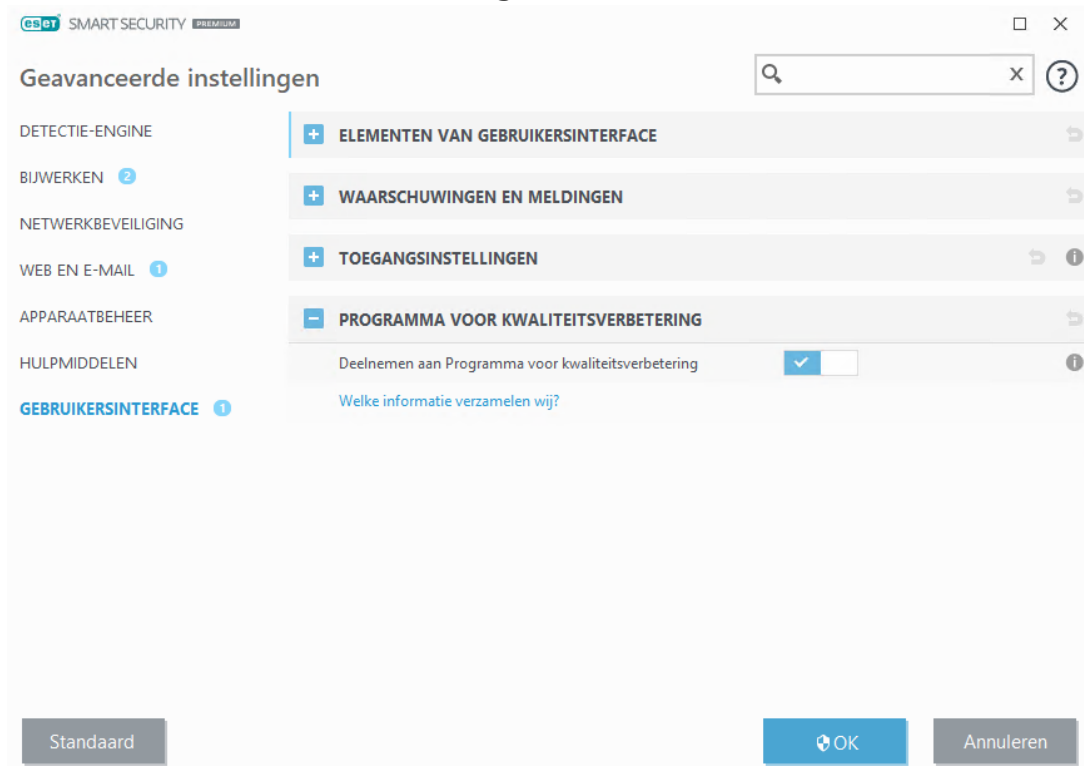 eset SMART SECURITY PREMIUM
Geavanceerde instellingen
X
?
DETECTIE-ENGINE
BIJWERKEN 2
NETWERKBEVEILIGING
WEB EN E-MAIL 1
APPARAATBEHEER
HULPMIDDELEN
GEBRUIKERSINTERFACE 1
ELEMENTEN VAN GEBRUIKERSINTERFACE
WAARSCHUWINGEN EN MELDINGEN
TOEGANGSINSTELLINGEN
PROGRAMMA VOOR KWALITEITSVERBETERING
Deelnemen aan Programma voor kwaliteitsverbetering
Welke informatie verzamelen wij?
Standaard
OK
Annuleren